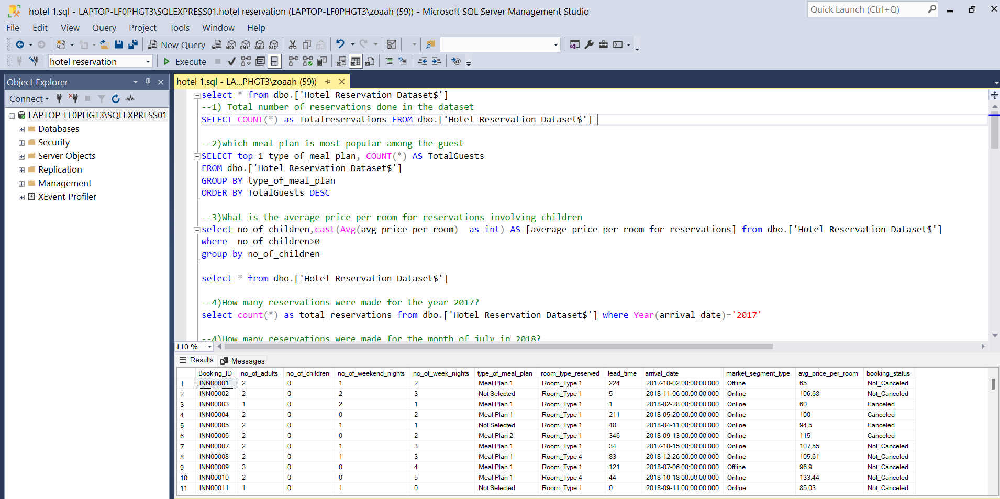 hotel 1.sql - LAPTOP-LF0PHGT3\SQLEXPRESS01.hotel reservation (LAPTOP-LF0PHGT3\zoaah (59)) - Microsoft SQL Server Management Studio
Quick Launch (Ctrl+Q)
File Edit View Query Project Tools Window Help
New Query MDX DMX XMLA DAX
hotel reservation Execute
Object Explorer
hotel 1.sql - LA...PHGT3\zoaah (59))
Connect
LAPTOP-LF0PHGT3\SQLEXPRESS01
Databases
Security
Server Objects
Replication
Management
XEvent Profiler
select * from dbo.['Hotel Reservation Dataset$']
--1) Total number of reservations done in the dataset
SELECT COUNT(*) as Totalreservations FROM dbo.['Hotel Reservation Dataset$']
--2)which meal plan is most popular among the guest
SELECT top 1 type_of_meal_plan, COUNT(*) AS TotalGuests
FROM dbo.['Hotel Reservation Dataset$']
GROUP BY type_of_meal_plan
ORDER BY TotalGuests DESC
--3)What is the average price per room for reservations involving children
select no_of_children,cast(Avg(avg_price_per_room)  as int) AS [average price per room for reservations] from dbo.['Hotel Reservation Dataset$']
where  no_of_children>0
group by no_of_children
select * from dbo.['Hotel Reservation Dataset$']
--4)How many reservations were made for the year 2017?
select count(*) as total_reservations from dbo.['Hotel Reservation Dataset$'] where Year(arrival_date)='2017'
--4)How many reservations were made for the month of july in 2018?
110 %
Results Messages
Booking_ID no_of_adults no_of_children no_of_weekend_nights no_of_week_nights type_of_meal_plan room_type_reserved lead_time arrival_date market_segment_type avg_price_per_room booking_status
1 INN00001 2 0 1 2 Meal Plan 1 Room_Type 1 224 2017-10-02 00:00:00.000 Offline 65 Not_Canceled
2 INN00002 2 0 2 3 Not Selected Room_Type 1 5 2018-11-06 00:00:00.000 Online 106.68 Not_Canceled
3 INN00003 1 0 2 1 Meal Plan 1 Room_Type 1 1 2018-02-28 00:00:00.000 Online 60 Canceled
4 INN00004 2 0 0 2 Meal Plan 1 Room_Type 1 211 2018-05-20 00:00:00.000 Online 100 Canceled
5 INN00005 2 0 1 1 Not Selected Room_Type 1 48 2018-04-11 00:00:00.000 Online 94.5 Canceled
6 INN00006 2 0 0 2 Meal Plan 2 Room_Type 1 346 2018-09-13 00:00:00.000 Online 115 Canceled
7 INN00007 2 0 1 3 Meal Plan 1 Room_Type 1 34 2017-10-15 00:00:00.000 Online 107.55 Not_Canceled
8 INN00008 2 0 1 3 Meal Plan 1 Room_Type 4 83 2018-12-26 00:00:00.000 Online 105.61 Not_Canceled
9 INN00009 3 0 0 4 Meal Plan 1 Room_Type 1 121 2018-07-06 00:00:00.000 Offline 96.9 Not_Canceled
10 INN00010 2 0 0 5 Meal Plan 1 Room_Type 4 44 2018-10-18 00:00:00.000 Online 133.44 Not_Canceled
11 INN00011 1 0 1 0 Not Selected Room_Type 1 0 2018-09-11 00:00:00.000 Online 85.03 Not_Canceled